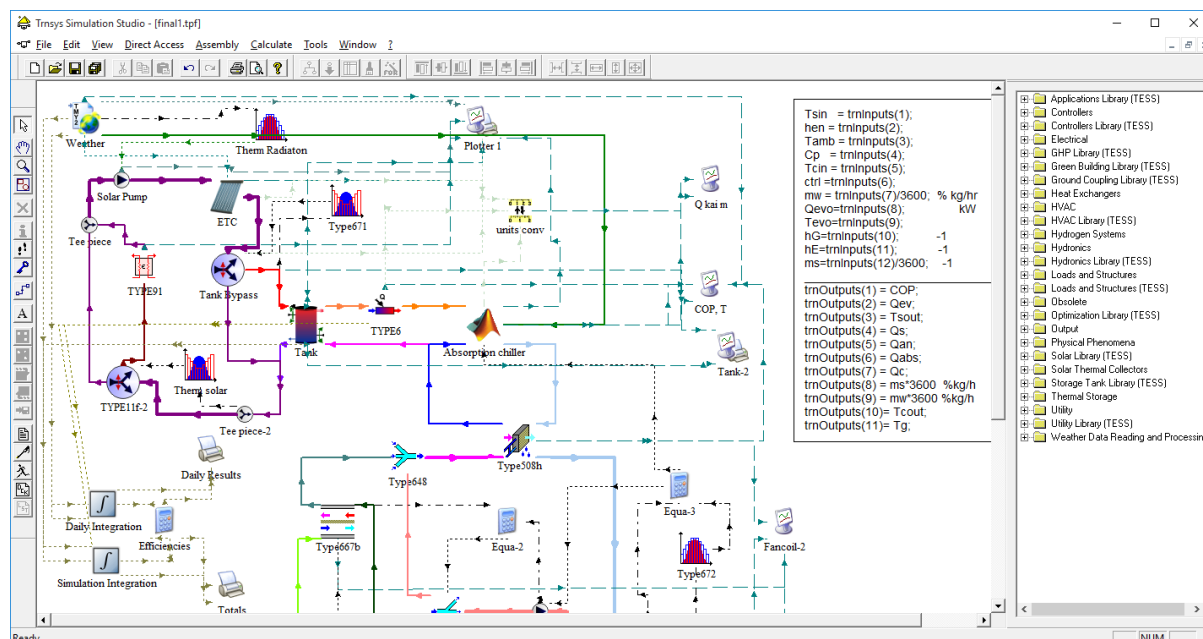 Trnsys Simulation Studio - [final1.tpf]
File Edit View Direct Access Assembly Calculate Tools Window ?
Weather
Therm Radiaton
Plotter 1
Solar Pump
ETC
Type671
units conv
Q kai m
Tee piece
TYPE91
Tank Bypass
Tank
TYPE6
Absorption chiller
COP, T
Tank-2
TYPE11f-2
Therm solar
Tee piece-2
Daily Results
Type648
Type508h
Daily Integration
Efficiencies
Type667b
Equa-2
Equa-3
Type672
Fancoil-2
Simulation Integration
Totals
Tsin = trnInputs(1);
hen = trnInputs(2);
Tamb = trnInputs(3);
Cp = trnInputs(4);
Tcin = trnInputs(5);
ctrl =trnInputs(6);
mw = trnInputs(7)/3600; % kg/hr
Qevo=trnInputs(8); kW
Tevo=trnInputs(9);
hG=trnInputs(10); -1
hE=trnInputs(11); -1
ms=trnInputs(12)/3600; -1
trnOutputs(1) = COP;
trnOutputs(2) = Qev;
trnOutputs(3) = Tsout;
trnOutputs(4) = Qs;
trnOutputs(5) = Qan;
trnOutputs(6) = Qabs;
trnOutputs(7) = Qc;
trnOutputs(8) = ms*3600 %kg/h
trnOutputs(9) = mw*3600 %kg/h
trnOutputs(10)= Tcout;
trnOutputs(11)= Tg;
Applications Library (TESS)
Controllers
Controllers Library (TESS)
Electrical
GHP Library (TESS)
Green Building Library (TESS)
Ground Coupling Library (TESS)
Heat Exchangers
HVAC
HVAC Library (TESS)
Hydrogen Systems
Hydronics
Hydronics Library (TESS)
Loads and Structures
Loads and Structures (TESS)
Obsolete
Optimization Library (TESS)
Output
Physical Phenomena
Solar Library (TESS)
Solar Thermal Collectors
Storage Tank Library (TESS)
Thermal Storage
Utility
Utility Library (TESS)
Weather Data Reading and Processin
Ready
NUM